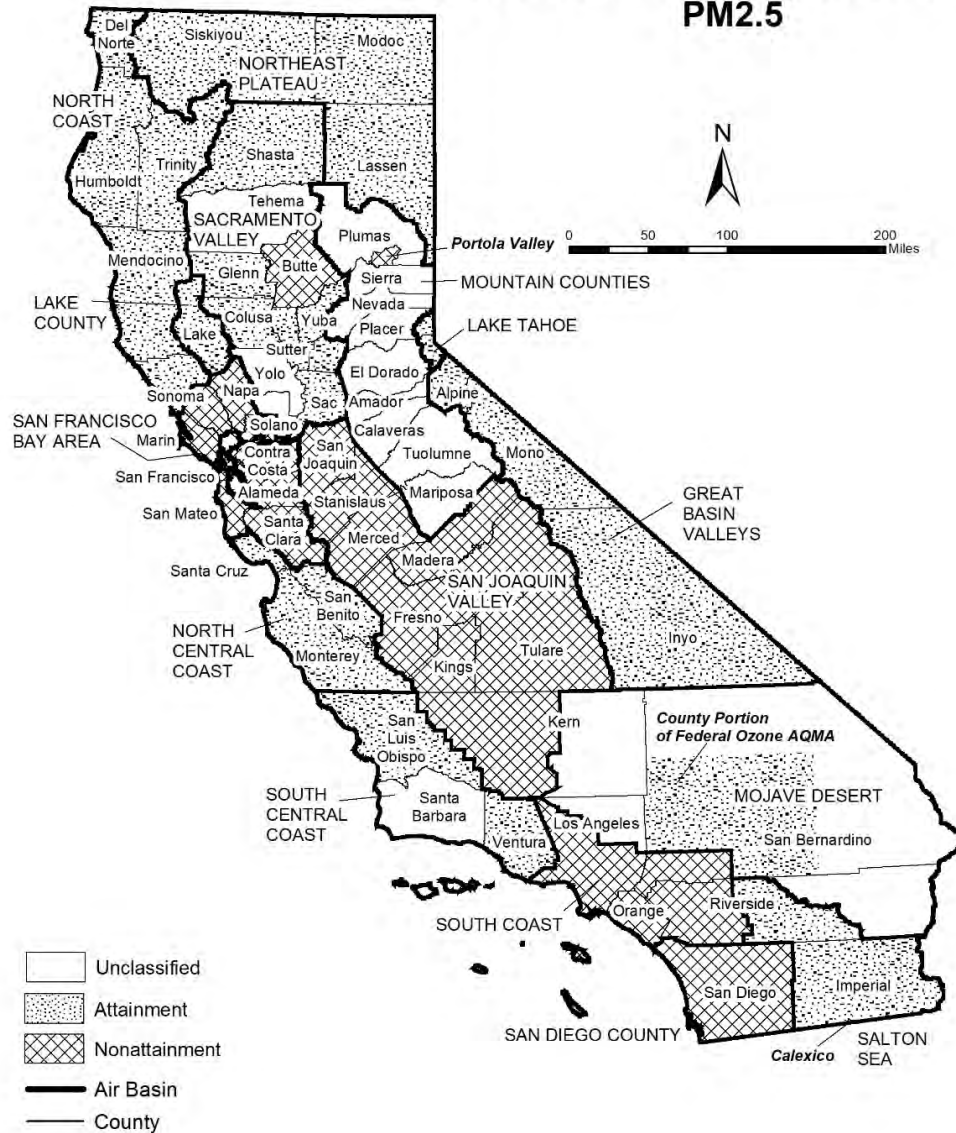 PM2.5
Del
Norte
Siskiyou
Modoc
NORTHEAST
PLATEAU
NORTH
COAST
Humboldt
Trinity
Shasta
Lassen
N
Tehema
SACRAMENTO
VALLEY
Plumas
Portola Valley
0 50 100 200
Miles
Mendocino
Glenn
Butte
Sierra
MOUNTAIN COUNTIES
Nevada
LAKE
COUNTY
Colusa
Yuba
Placer
LAKE TAHOE
Lake
Sutter
Yolo
El Dorado
Sonoma
Napa
Sac
Amador
Alpine
SAN FRANCISCO
BAY AREA
Marin
Solano
Calaveras
Contra
Costa
San
Joaquin
Tuolumne
Mono
San Francisco
Alameda
Stanislaus
Mariposa
San Mateo
Santa
Clara
Merced
GREAT
BASIN
VALLEYS
Madera
Santa Cruz
SAN JOAQUIN
VALLEY
San
Benito
Fresno
NORTH
CENTRAL
COAST
Monterey
Kings
Tulare
Inyo
San
Luis
Obispo
Kern
County Portion
of Federal Ozone AQMA
SOUTH
CENTRAL
COAST
Santa
Barbara
Ventura
Los Angeles
MOJAVE DESERT
San Bernardino
SOUTH COAST
Orange
Riverside
San Diego
Imperial
SAN DIEGO COUNTY
Calexico
SALTON
SEA
Unclassified
Attainment
Nonattainment
Air Basin
County